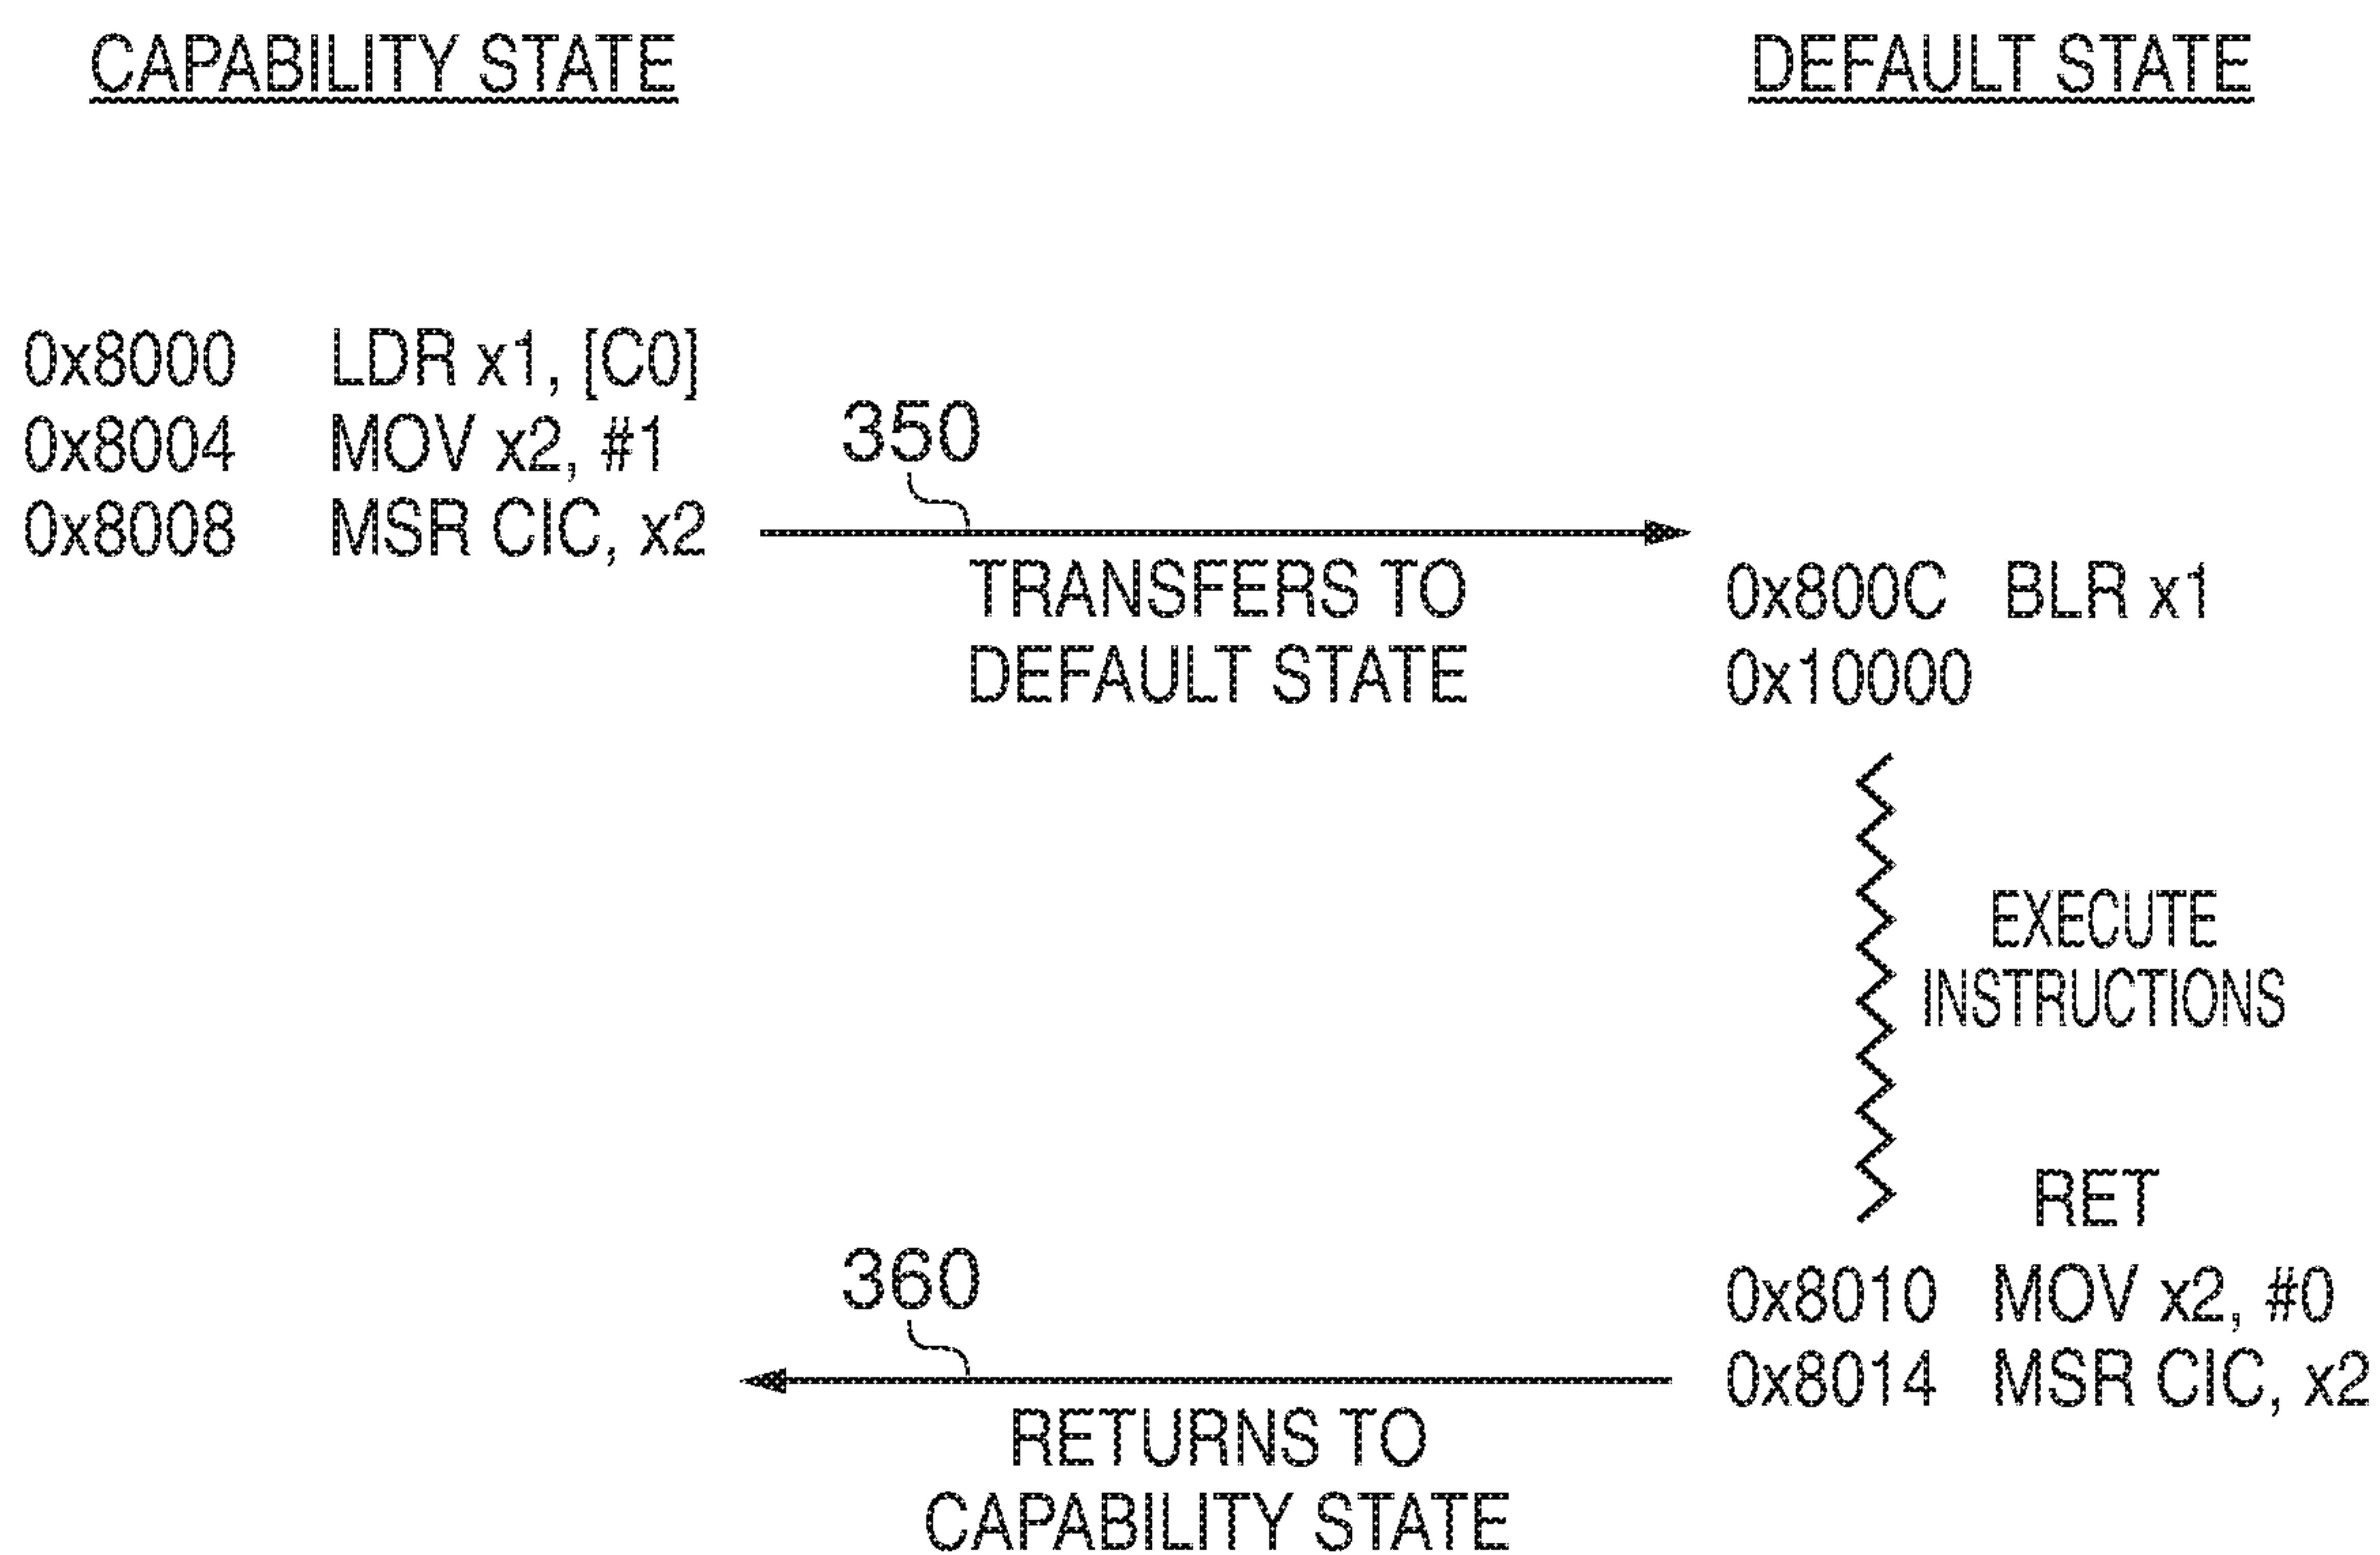 CAPABILITY STATE
DEFAULT STATE
0x8000 LDR x1, [C0]
0x8004 MOV x2, #1
0x8008 MSR CIC, x2
350
TRANSFERS TO
DEFAULT STATE
0x800C BLR x1
0x10000
EXECUTE
INSTRUCTIONS
RET
0x8010 MOV x2, #0
0x8014 MSR CIC, x2
360
RETURNS TO
CAPABILITY STATE